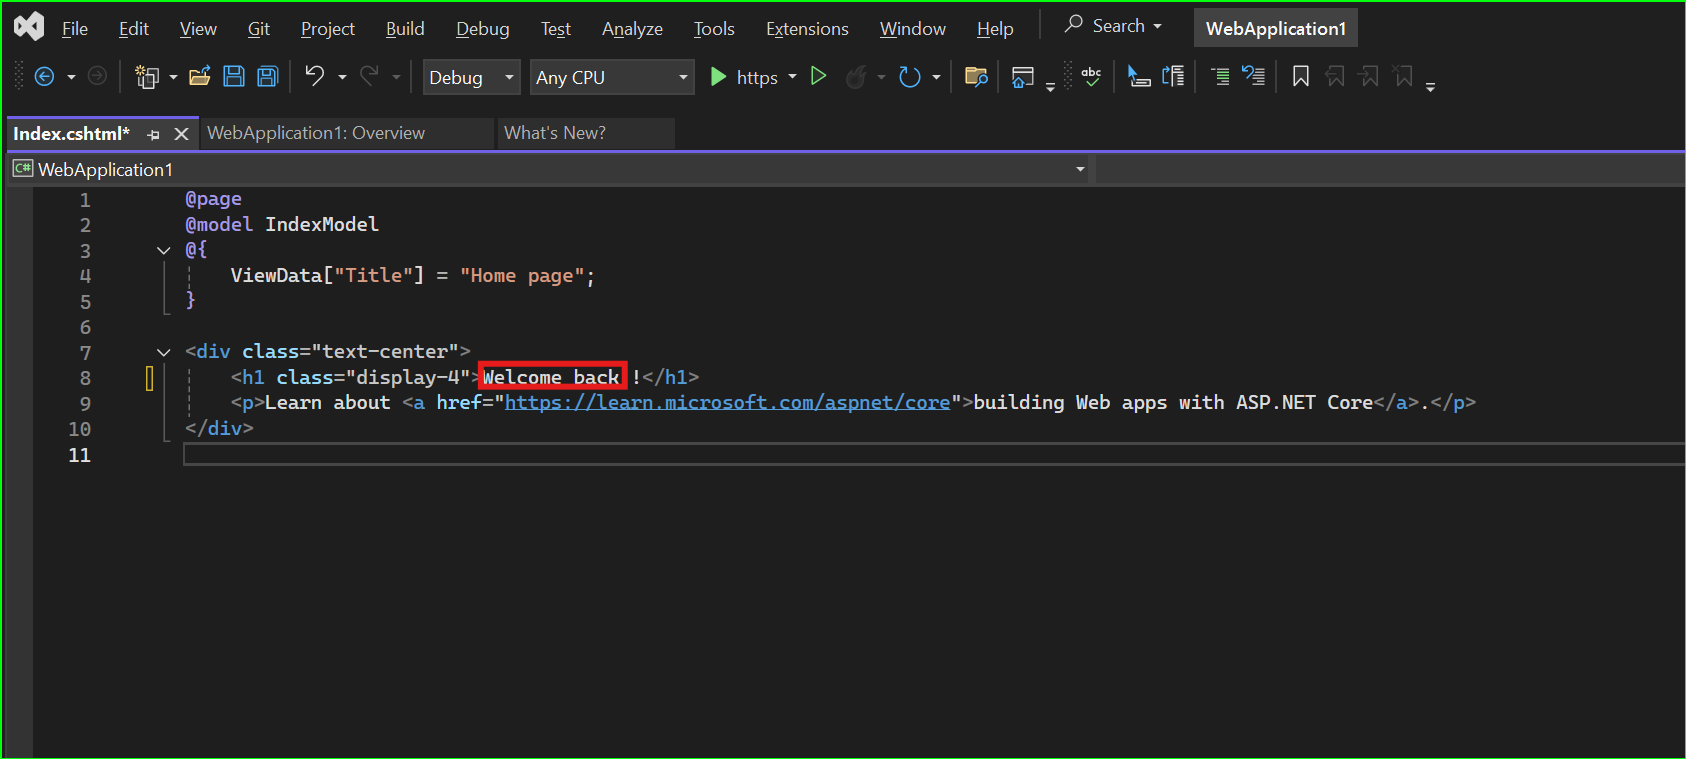 File Edit View Git Project Build Debug Test Analyze Tools Extensions Window Help Search WebApplication1
Debug Any CPU https abc
Index.cshtml* WebApplication1: Overview What's New?
C# WebApplication1
1 @page
2 @model IndexModel
3 @{
4 ViewData["Title"] = "Home page";
5 }
6
7 <div class="text-center">
8 <h1 class="display-4">Welcome back !</h1>
9 <p>Learn about <a href="https://learn.microsoft.com/aspnet/core">building Web apps with ASP.NET Core</a>.</p>
10 </div>
11